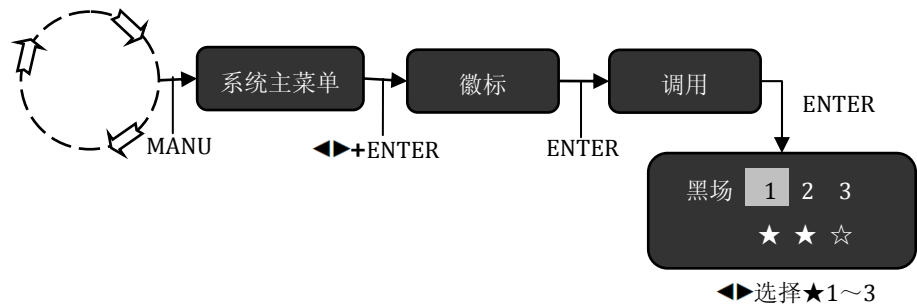 系统主菜单
徽标
调用
MANU
◀▶+ENTER
ENTER
ENTER
黑场 1 2 3
★ ★ ☆
◀▶选择★1～3